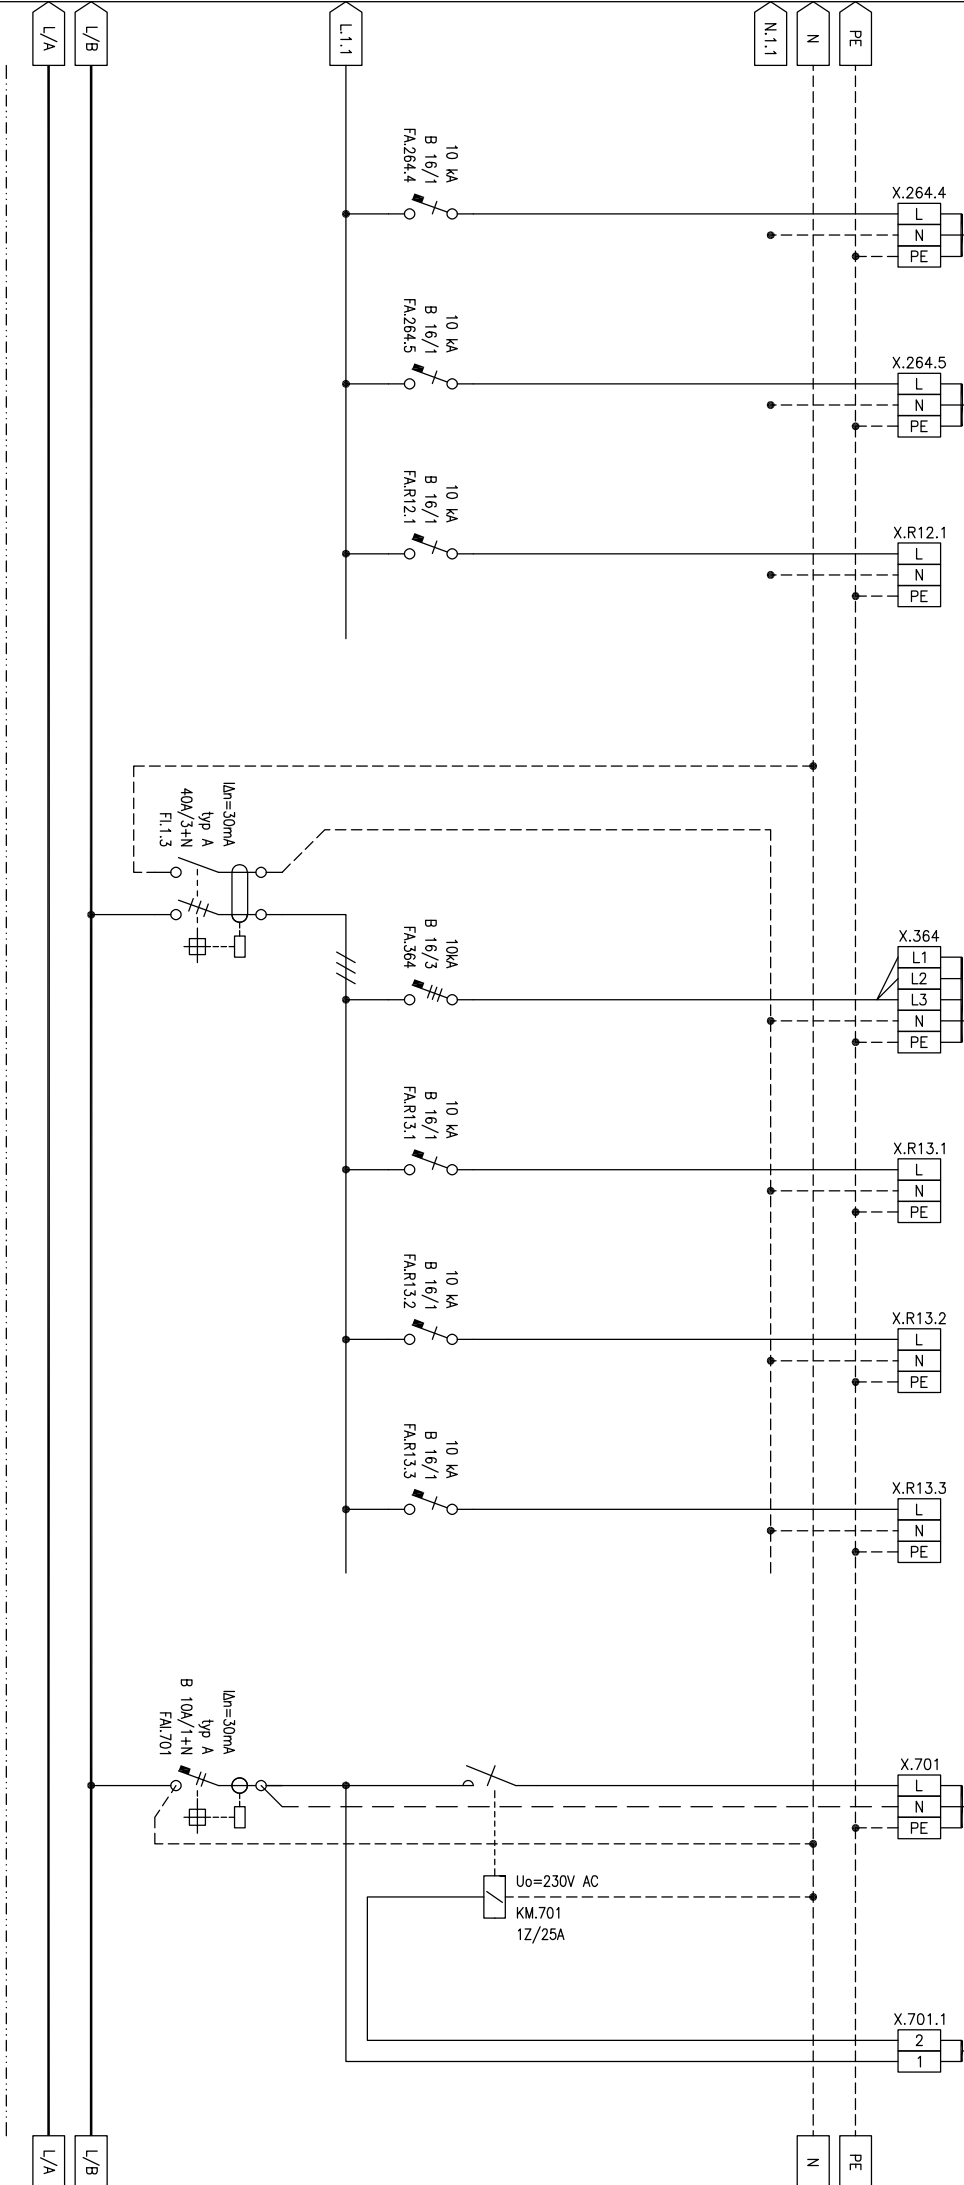 L/A
L/B
L.1.1
N.1.1
N
PE
10 kA
B 16/1
FA.264.4
X.264.4
L
N
PE
10 kA
B 16/1
FA.264.5
X.264.5
L
N
PE
10 kA
B 16/1
FA.R12.1
X.R12.1
L
N
PE
IΔn=30mA
typ A
40A/3+N
FI.1.3
10kA
B 16/3
FA.364
X.364
L1
L2
L3
N
PE
10 kA
B 16/1
FA.R13.1
X.R13.1
L
N
PE
10 kA
B 16/1
FA.R13.2
X.R13.2
L
N
PE
10 kA
B 16/1
FA.R13.3
X.R13.3
L
N
PE
IΔn=30mA
typ A
B 10A/1+N
FAI.701
X.701
L
N
PE
Uo=230V AC
KM.701
1Z/25A
X.701.1
2
1
L/A
L/B
N
PE